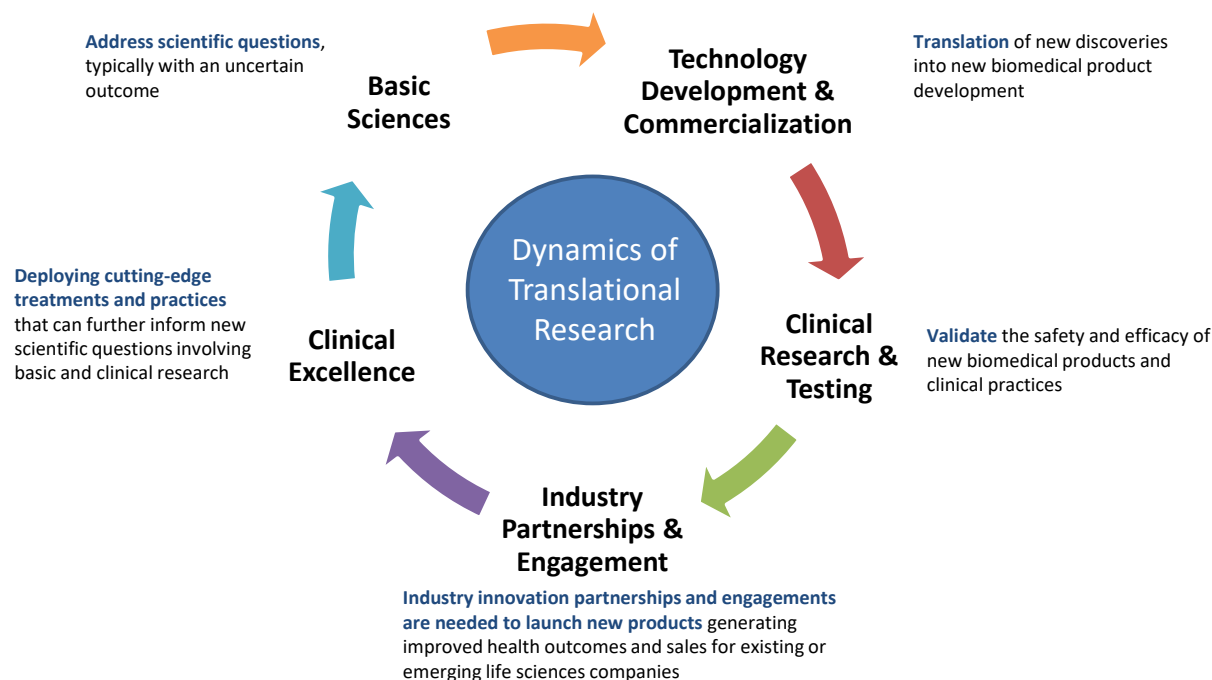 Address scientific questions,
typically with an uncertain
outcome
Basic
Sciences
Technology
Development &
Commercialization
Translation of new discoveries
into new biomedical product
development
Dynamics of
Translational
Research
Deploying cutting-edge
treatments and practices
that can further inform new
scientific questions involving
basic and clinical research
Clinical
Excellence
Clinical
Research &
Testing
Validate the safety and efficacy of
new biomedical products and
clinical practices
Industry
Partnerships &
Engagement
Industry innovation partnerships and engagements
are needed to launch new products generating
improved health outcomes and sales for existing or
emerging life sciences companies